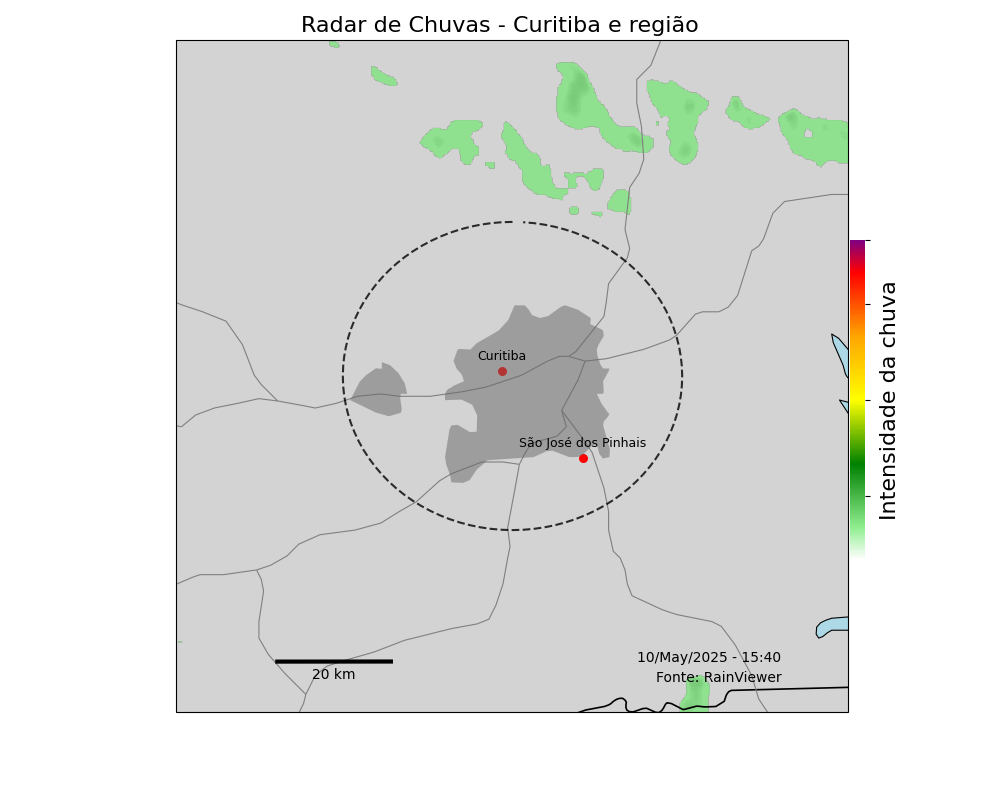 Radar de Chuvas - Curitiba e região
Curitiba
São José dos Pinhais
Intensidade da chuva
10/May/2025 - 15:40
Fonte: RainViewer
20 km